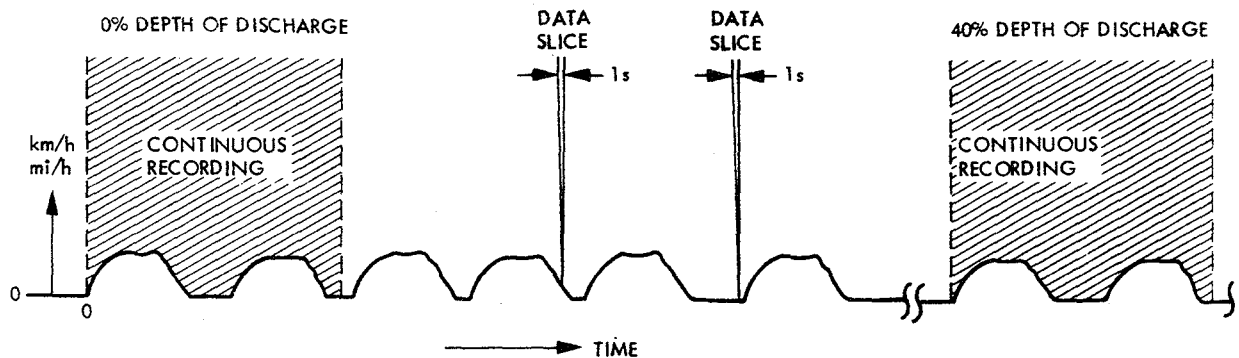 0% DEPTH OF DISCHARGE
DATA
SLICE
1s
DATA
SLICE
1s
40% DEPTH OF DISCHARGE
km/h
mi/h
CONTINUOUS
RECORDING
CONTINUOUS
RECORDING
0
0
TIME